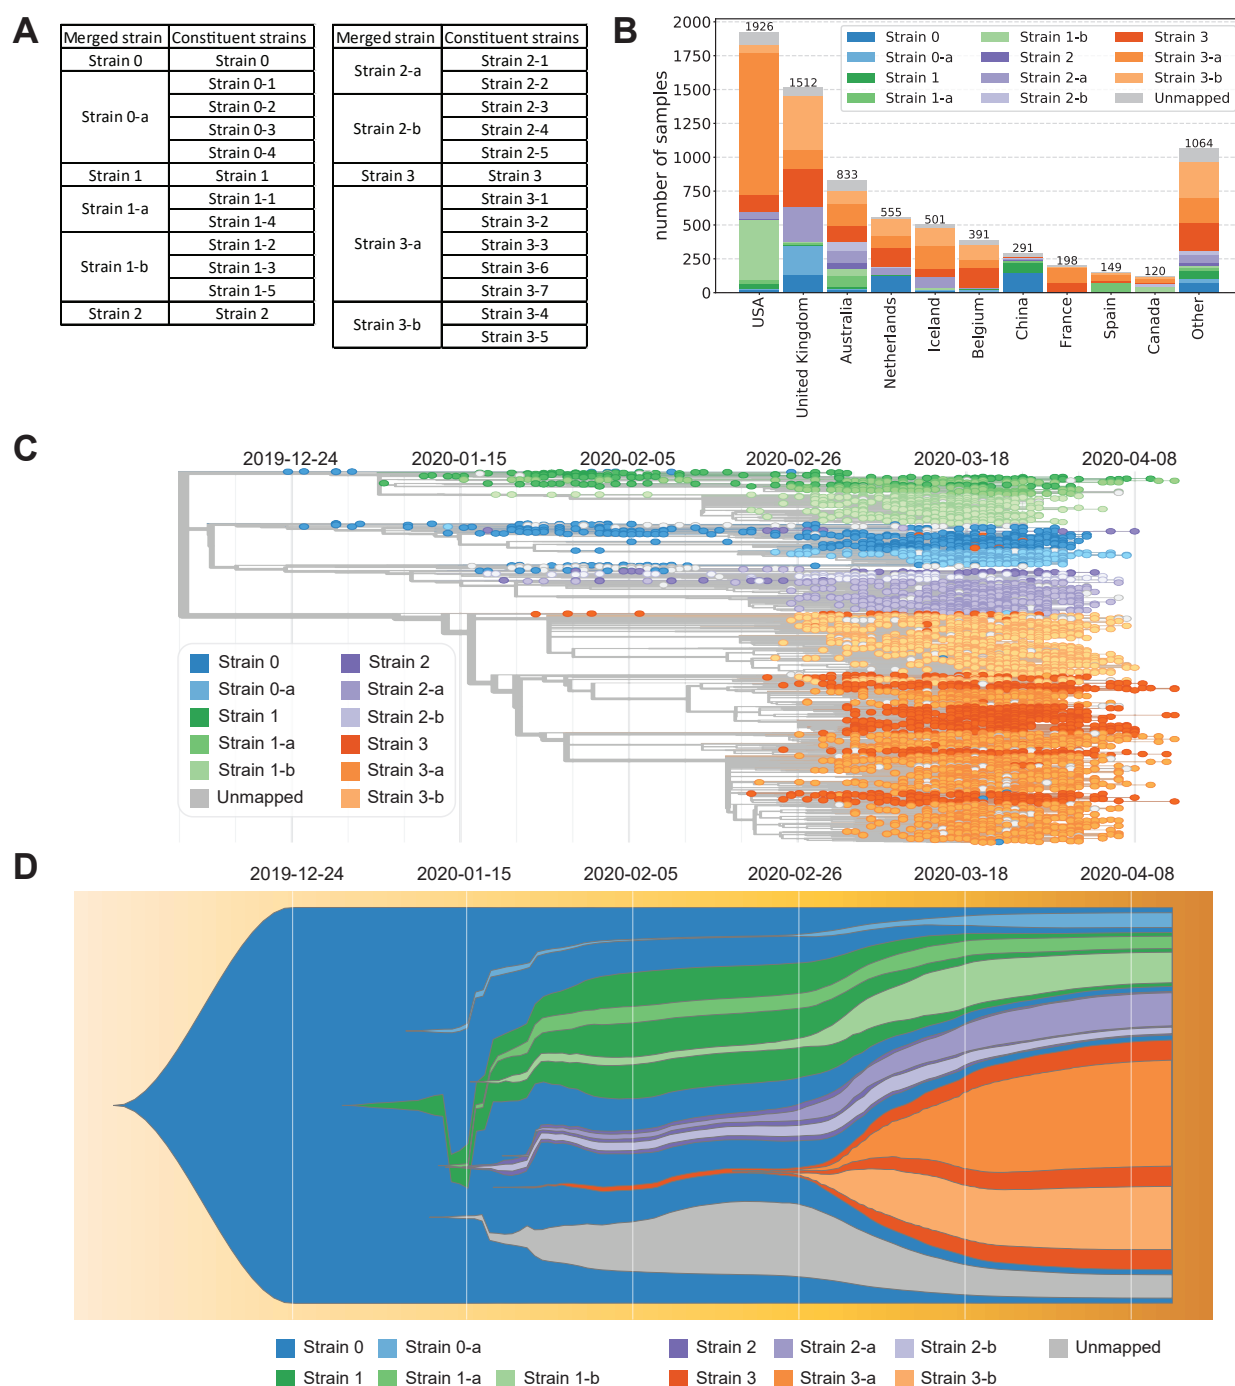 A
Merged strain Constituent strains
Strain 0 Strain 0
Strain 0-a
Strain 0-1
Strain 0-2
Strain 0-3
Strain 0-4
Strain 1 Strain 1
Strain 1-a
Strain 1-1
Strain 1-4
Strain 1-b
Strain 1-2
Strain 1-3
Strain 1-5
Strain 2 Strain 2
Merged strain Constituent strains
Strain 2-a
Strain 2-1
Strain 2-2
Strain 2-b
Strain 2-3
Strain 2-4
Strain 2-5
Strain 3 Strain 3
Strain 3-a
Strain 3-1
Strain 3-2
Strain 3-3
Strain 3-6
Strain 3-7
Strain 3-b
Strain 3-4
Strain 3-5
B
number of samples
2000
1750
1500
1250
1000
750
500
250
0
1926
1512
833
555
501
391
291
198
149
120
1064
Strain 0 Strain 1-b Strain 3
Strain 0-a Strain 2 Strain 3-a
Strain 1 Strain 2-a Strain 3-b
Strain 1-a Strain 2-b Unmapped
USA
United Kingdom
Australia
Netherlands
Iceland
Belgium
China
France
Spain
Canada
Other
C
2019-12-24 2020-01-15 2020-02-05 2020-02-26 2020-03-18 2020-04-08
Strain 0 Strain 2
Strain 0-a Strain 2-a
Strain 1 Strain 2-b
Strain 1-a Strain 3
Strain 1-b Strain 3-a
Unmapped Strain 3-b
D
2019-12-24 2020-01-15 2020-02-05 2020-02-26 2020-03-18 2020-04-08
Strain 0 Strain 0-a Strain 2 Strain 2-a Strain 2-b Unmapped
Strain 1 Strain 1-a Strain 1-b Strain 3 Strain 3-a Strain 3-b